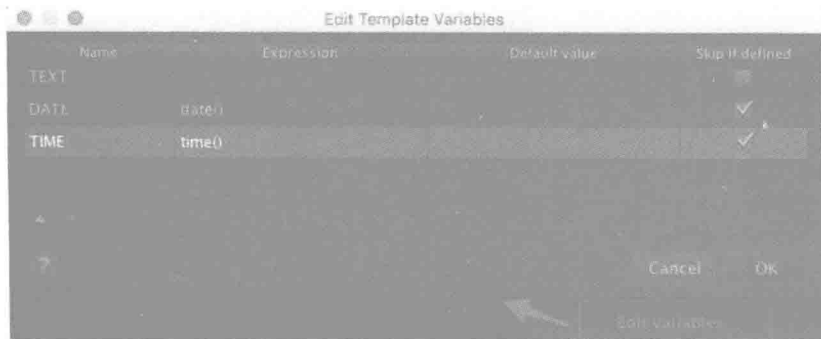 Edit Template Variables
Name Expression Default value Skip if defined
TEXT
DATE date()
TIME time()
?
Cancel OK
Edit variables